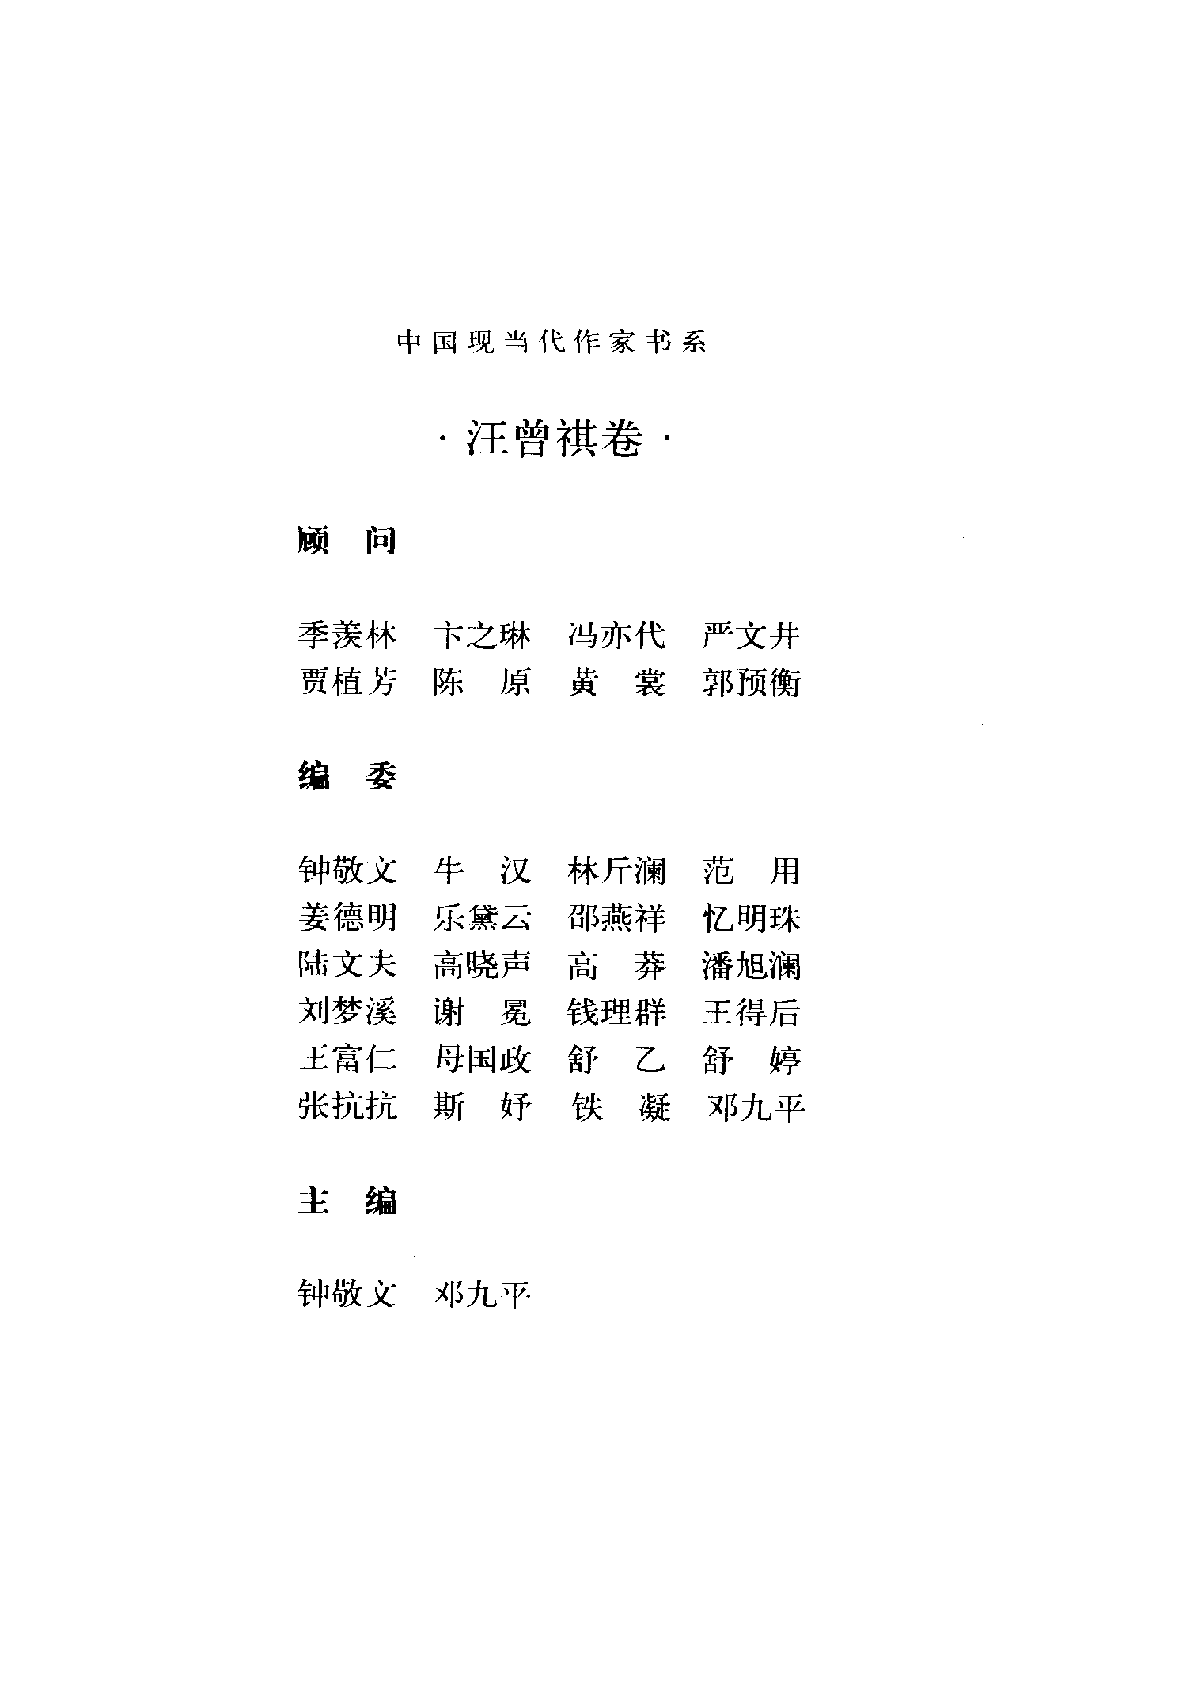 中国现当代作家书系
·汪曾祺卷·
顾 问
季羡林 卞之琳 冯亦代 严文井
贾植芳 陈 原 黄 裳 郭预衡
编 委
钟敬文 牛 汉 林斤澜 范 用
姜德明 乐黛云 邵燕祥 忆明珠
陆文夫 高晓声 高 莽 潘旭澜
刘梦溪 谢 冕 钱理群 王得后
王富仁 母国政 舒 乙 舒 婷
张抗抗 斯 妤 铁 凝 邓九平
主 编
钟敬文 邓九平